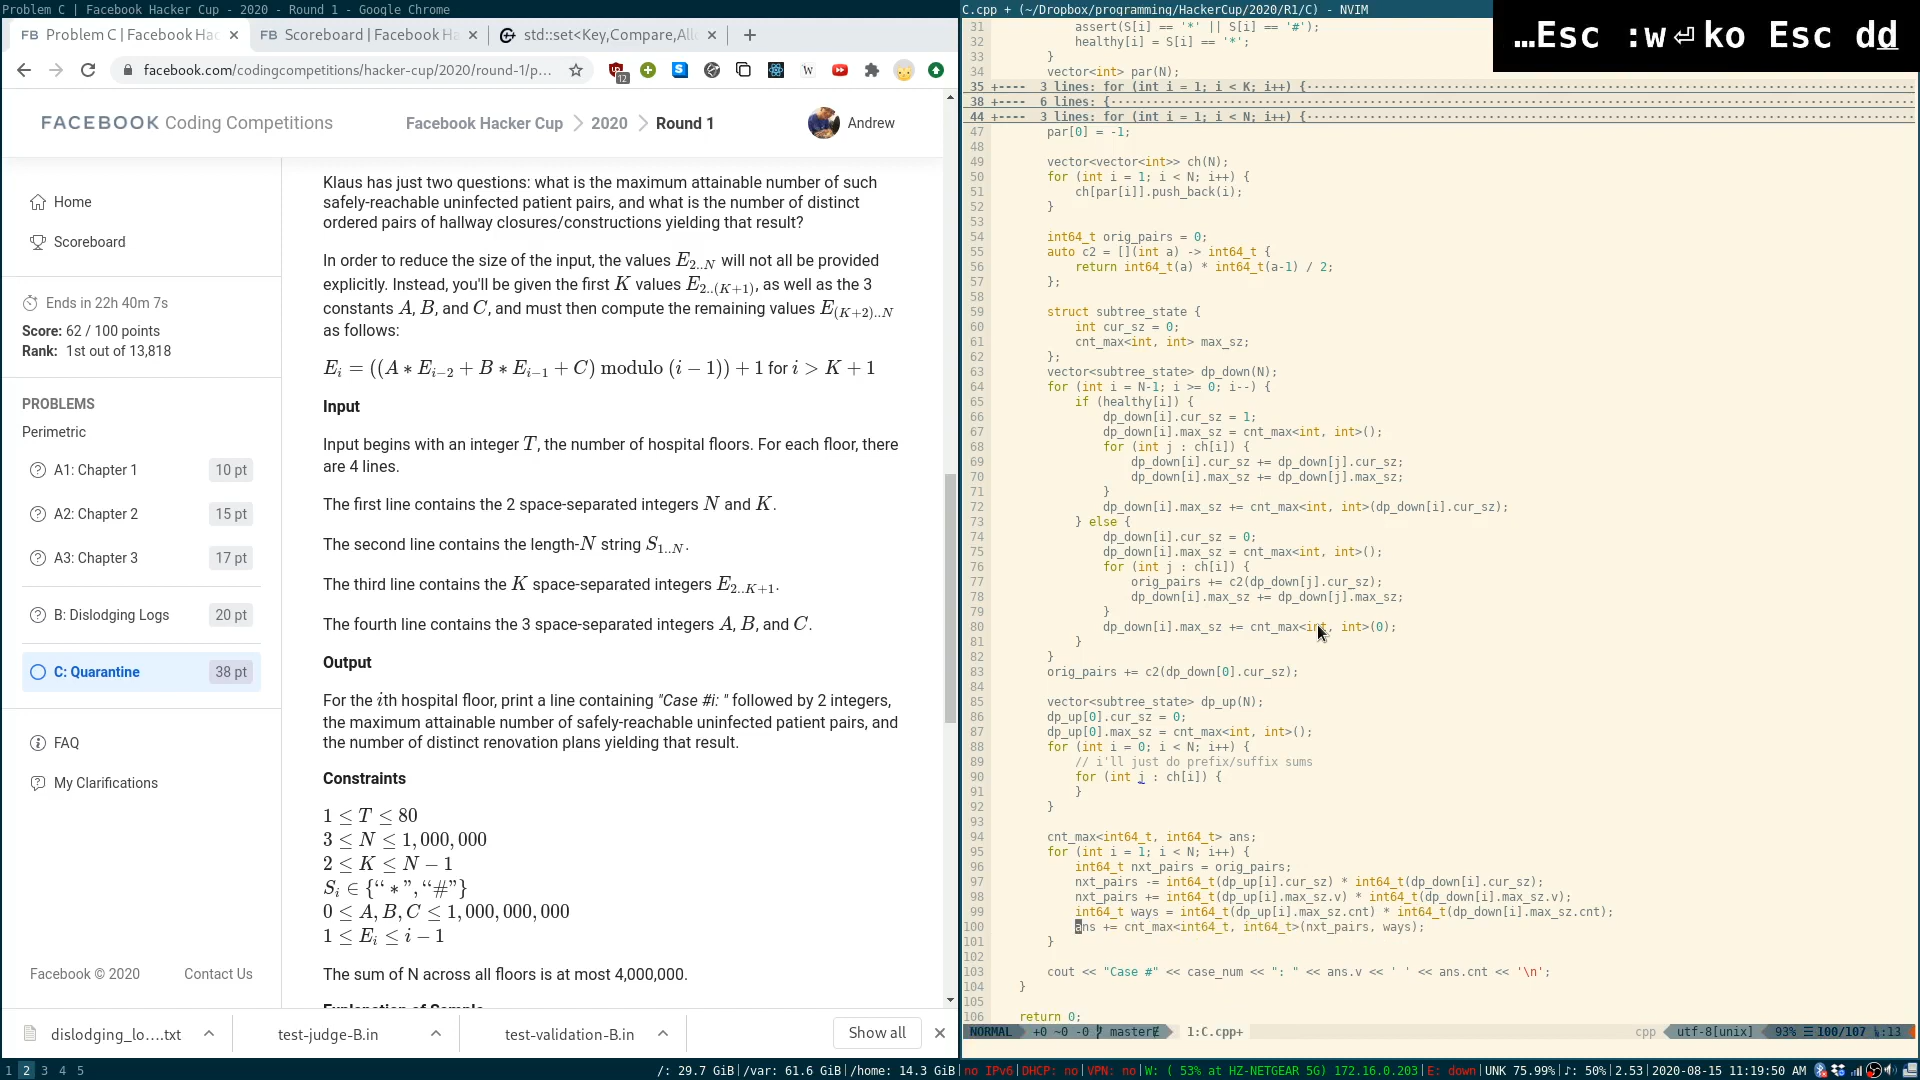 Problem C | Facebook Hacker Cup - 2020 - Round 1 - Google Chrome
FB Problem C | Facebook Hac ×
FB Scoreboard | Facebook H ×
std::set<Key,Compare,All ×
+
facebook.com/codingcompetitions/hacker-cup/2020/round-1/p...
12
FACEBOOK Coding Competitions
Facebook Hacker Cup > 2020 > Round 1
Andrew
Home
Scoreboard
Ends in 22h 40m 7s
Score: 62 / 100 points
Rank: 1st out of 13,818
PROBLEMS
Perimetric
A1: Chapter 1 10 pt
A2: Chapter 2 15 pt
A3: Chapter 3 17 pt
B: Dislodging Logs 20 pt
C: Quarantine 38 pt
FAQ
My Clarifications
Facebook © 2020 Contact Us
Klaus has just two questions: what is the maximum attainable number of such
safely-reachable uninfected patient pairs, and what is the number of distinct
ordered pairs of hallway closures/constructions yielding that result?
In order to reduce the size of the input, the values E2..N will not all be provided
explicitly. Instead, you'll be given the first K values E2..(K+1), as well as the 3
constants A, B, and C, and must then compute the remaining values E(K+2)..N
as follows:
Ei = ((A * Ei−2 + B * Ei−1 + C) modulo (i − 1)) + 1 for i > K + 1
Input
Input begins with an integer T, the number of hospital floors. For each floor, there
are 4 lines.
The first line contains the 2 space-separated integers N and K.
The second line contains the length-N string S1..N.
The third line contains the K space-separated integers E2..K+1.
The fourth line contains the 3 space-separated integers A, B, and C.
Output
For the ith hospital floor, print a line containing "Case #i: " followed by 2 integers,
the maximum attainable number of safely-reachable uninfected patient pairs, and
the number of distinct renovation plans yielding that result.
Constraints
1 ≤ T ≤ 80
3 ≤ N ≤ 1,000,000
2 ≤ K ≤ N − 1
Si ∈ {“*”, “#”}
0 ≤ A, B, C ≤ 1,000,000,000
1 ≤ Ei ≤ i − 1
The sum of N across all floors is at most 4,000,000.
Explanation of Sample
dislodging_lo....txt
test-judge-B.in
test-validation-B.in
Show all ×
C.cpp + (~/Dropbox/programming/HackerCup/2020/R1/C) - NVIM
…Esc :w⏎ko Esc dd
31 assert(S[i] == '*' || S[i] == '#');
32 healthy[i] = S[i] == '*';
33 }
34 vector<int> par(N);
35 +---- 3 lines: for (int i = 1; i < K; i++) {
38 +---- 6 lines: {
44 +---- 3 lines: for (int i = 1; i < N; i++) {
47 par[0] = -1;
48
49 vector<vector<int>> ch(N);
50 for (int i = 1; i < N; i++) {
51 ch[par[i]].push_back(i);
52 }
53
54 int64_t orig_pairs = 0;
55 auto c2 = [](int a) -> int64_t {
56 return int64_t(a) * int64_t(a-1) / 2;
57 };
58
59 struct subtree_state {
60 int cur_sz = 0;
61 cnt_max<int, int> max_sz;
62 };
63 vector<subtree_state> dp_down(N);
64 for (int i = N-1; i >= 0; i--) {
65 if (healthy[i]) {
66 dp_down[i].cur_sz = 1;
67 dp_down[i].max_sz = cnt_max<int, int>();
68 for (int j : ch[i]) {
69 dp_down[i].cur_sz += dp_down[j].cur_sz;
70 dp_down[i].max_sz += dp_down[j].max_sz;
71 }
72 dp_down[i].max_sz += cnt_max<int, int>(dp_down[i].cur_sz);
73 } else {
74 dp_down[i].cur_sz = 0;
75 dp_down[i].max_sz = cnt_max<int, int>();
76 for (int j : ch[i]) {
77 orig_pairs += c2(dp_down[j].cur_sz);
78 dp_down[i].max_sz += dp_down[j].max_sz;
79 }
80 dp_down[i].max_sz += cnt_max<int, int>(0);
81 }
82 }
83 orig_pairs += c2(dp_down[0].cur_sz);
84
85 vector<subtree_state> dp_up(N);
86 dp_up[0].cur_sz = 0;
87 dp_up[0].max_sz = cnt_max<int, int>();
88 for (int i = 0; i < N; i++) {
89 // i'll just do prefix/suffix sums
90 for (int j : ch[i]) {
91 }
92 }
93
94 cnt_max<int64_t, int64_t> ans;
95 for (int i = 1; i < N; i++) {
96 int64_t nxt_pairs = orig_pairs;
97 nxt_pairs -= int64_t(dp_up[i].cur_sz) * int64_t(dp_down[i].cur_sz);
98 nxt_pairs += int64_t(dp_up[i].max_sz.v) * int64_t(dp_down[i].max_sz.v);
99 int64_t ways = int64_t(dp_up[i].max_sz.cnt) * int64_t(dp_down[i].max_sz.cnt);
100 ans += cnt_max<int64_t, int64_t>(nxt_pairs, ways);
101 }
102
103 cout << "Case #" << case_num << ": " << ans.v << ' ' << ans.cnt << '\n';
104 }
105
106 return 0;
NORMAL +0 ~0 -0 master 1:C.cpp+ cpp utf-8[unix] 93% 100/107 :13
1 2 3 4 5
/: 29.7 GiB|/var: 61.6 GiB|/home: 14.3 GiB|no IPv6|DHCP: no|VPN: no|W: ( 53% at HZ-NETGEAR 5G) 172.16.0.203|E: down|UNK 75.99%|♪: 50%|2.53|2020-08-15 11:19:50 AM